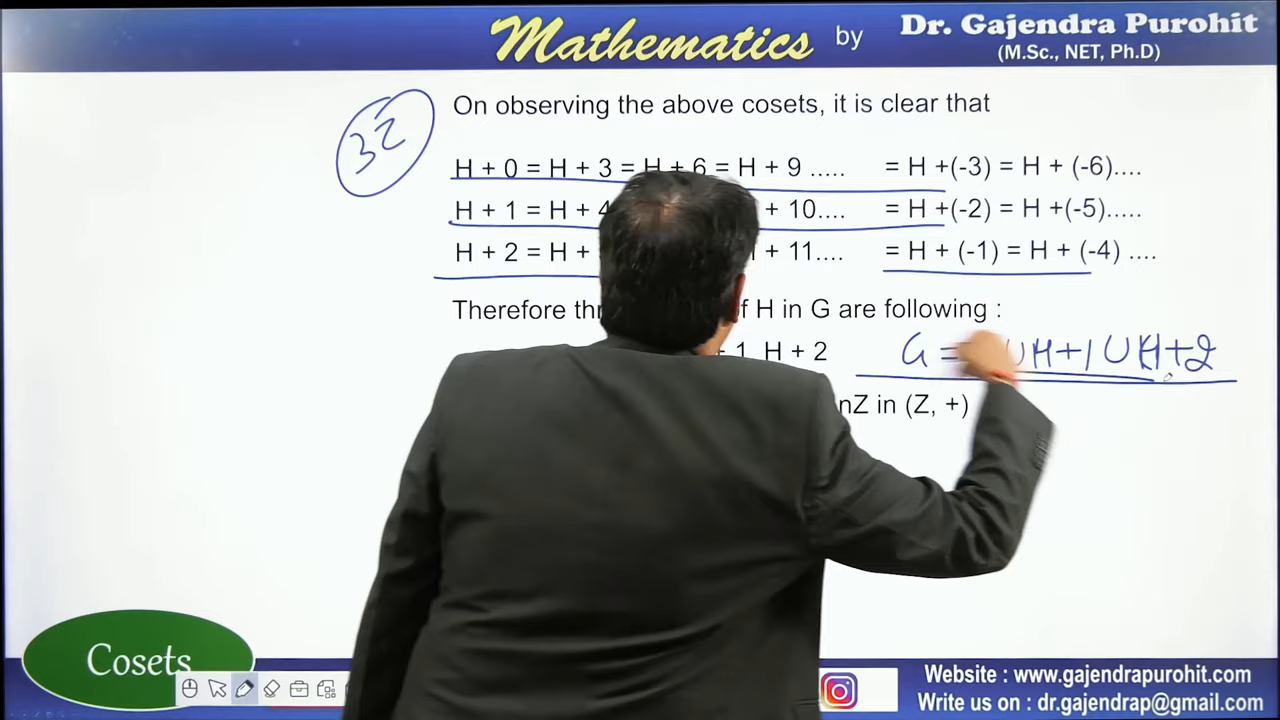 Mathematics by Dr. Gajendra Purohit
(M.Sc., NET, Ph.D)
32
On observing the above cosets, it is clear that
H + 0 = H + 3 = H + 6 = H + 9 ..... = H +(-3) = H + (-6)....
H + 1 = H + 4 + 10.... = H +(-2) = H +(-5).....
H + 2 = H + + 11.... = H + (-1) = H + (-4) ....
Therefore of H in G are following :
+ 1 H + 2 G = U H+1 U H+2
nZ in (Z, +)
Cosets
Website : www.gajendrapurohit.com
Write us on : dr.gajendrap@gmail.com